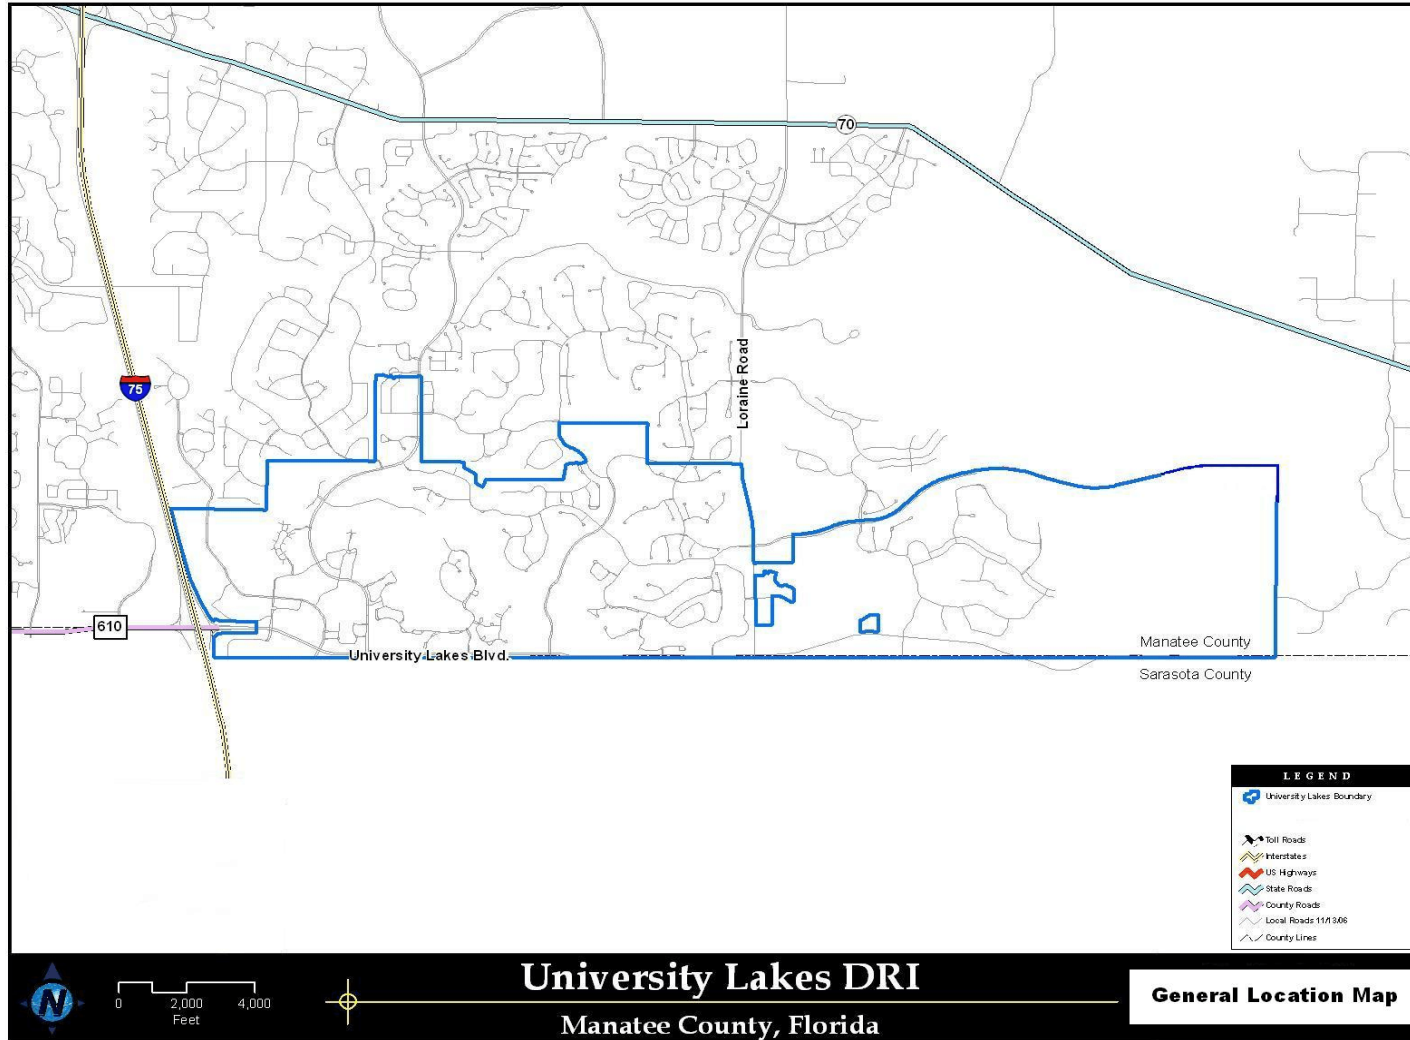 70
Loraine Road
75
610
University Lakes Blvd.
Manatee County
Sarasota County
LEGEND
University Lakes Boundary
Toll Roads
Interstates
US Highways
State Roads
County Roads
Local Roads 11/13/06
County Lines
N
0 2,000 4,000
Feet
University Lakes DRI
Manatee County, Florida
General Location Map